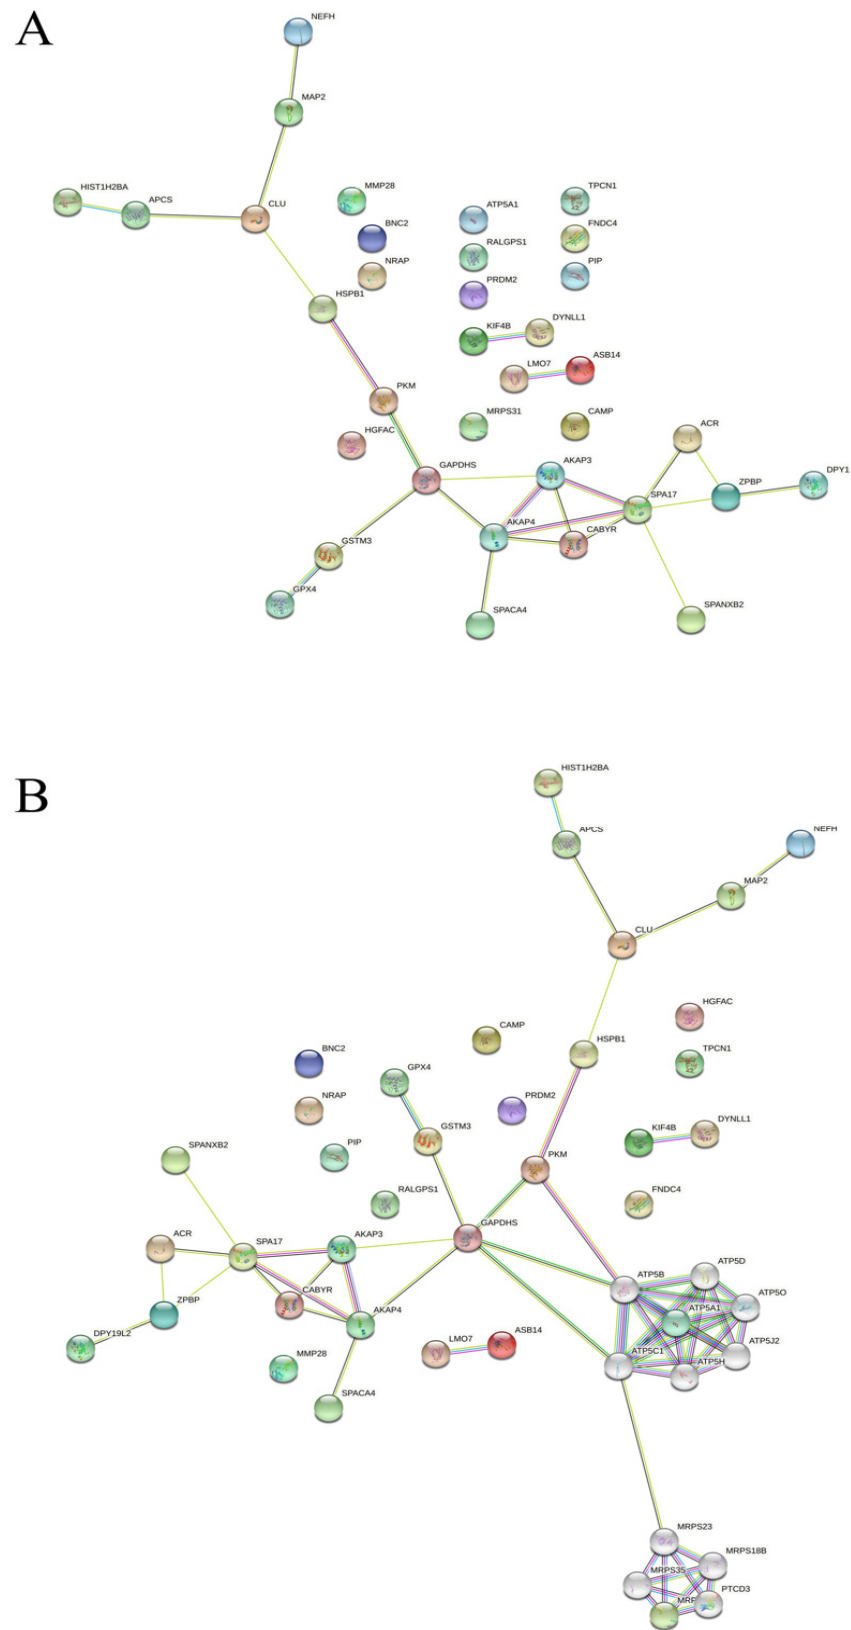 A
NEFH
MAP2
HIST1H2BA
APCS
CLU
MMP28
TPCN1
ATP5A1
BNC2
FNDC4
RALGPS1
NRAP
PIP
PRDM2
HSPB1
DYNLL1
KIF4B
ASB14
LMO7
PKM
MRPS31
CAMP
ACR
HGFAC
GAPDHS
AKAP3
ZPBP
DPY1
SPA17
AKAP4
CABYR
GSTM3
GPX4
SPACA4
SPANXB2
B
HIST1H2BA
APCS
NEFH
MAP2
CLU
HGFAC
CAMP
HSPB1
BNC2
TPCN1
GPX4
NRAP
PRDM2
DYNLL1
KIF4B
GSTM3
SPANXB2
PIP
PKM
FNDC4
RALGPS1
GAPDHS
ACR
SPA17
AKAP3
ATP5B
ATP5D
CABYR
ZPBP
ATP5O
ATP5A1
AKAP4
DPY19L2
LMO7
ASB14
ATP5C1
ATP5J2
MMP28
ATP5H
SPACA4
MRPS23
MRPS18B
MRPS35
PTCD3
MRP